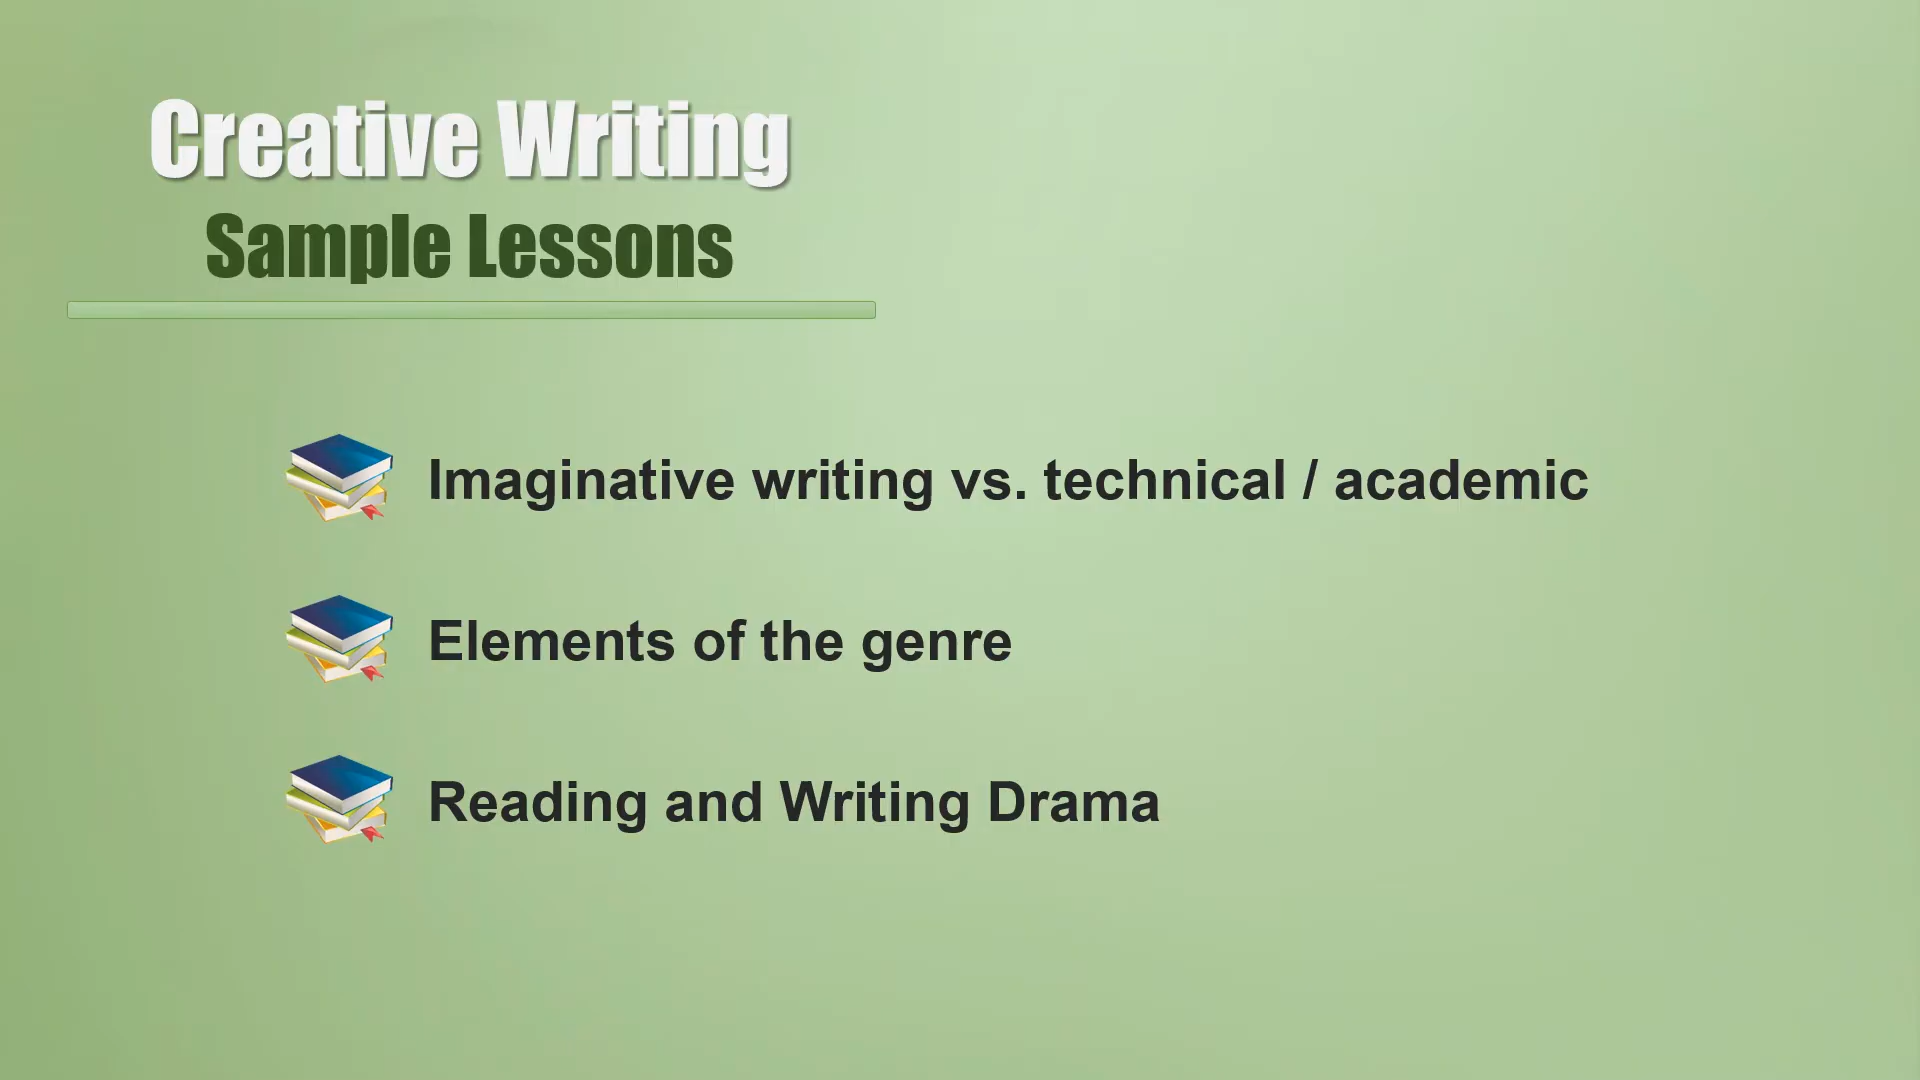 Creative Writing
Sample Lessons
Imaginative writing vs. technical / academic
Elements of the genre
Reading and Writing Drama